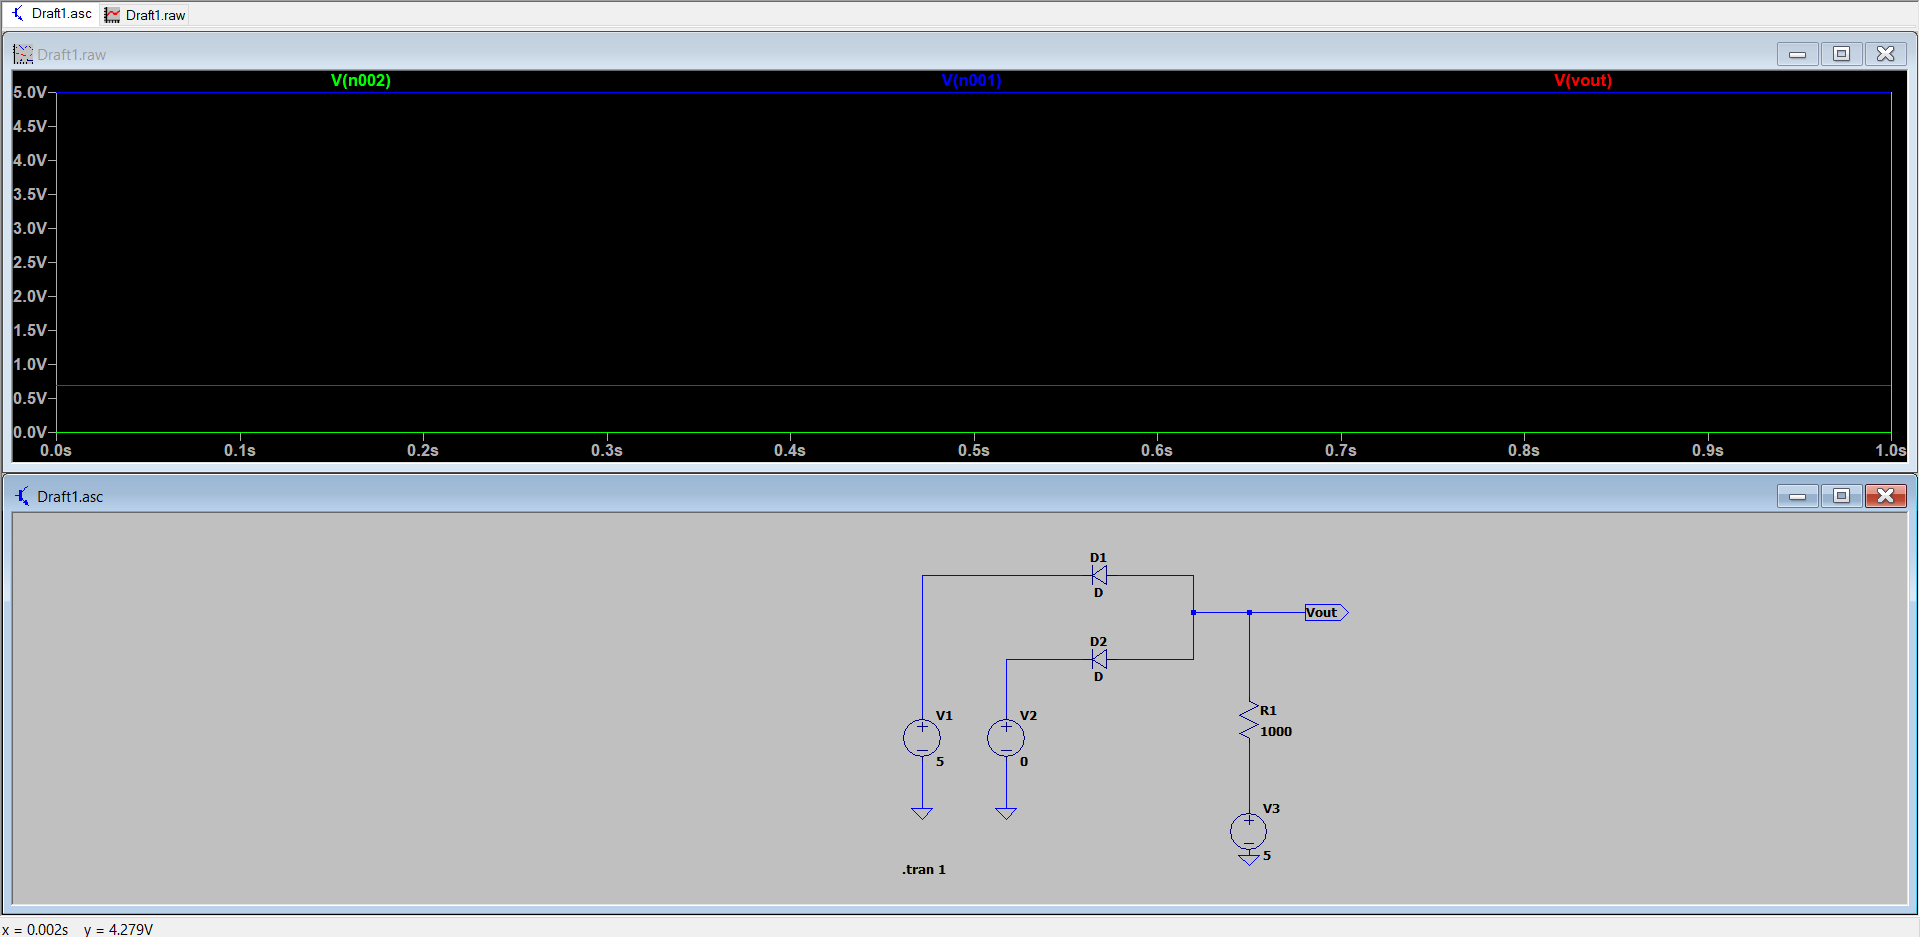 Draft1.asc Draft1.raw
Draft1.raw
V(n002) V(n001) V(vout)
5.0V
4.5V
4.0V
3.5V
3.0V
2.5V
2.0V
1.5V
1.0V
0.5V
0.0V
0.0s 0.1s 0.2s 0.3s 0.4s 0.5s 0.6s 0.7s 0.8s 0.9s 1.0s
Draft1.asc
D1
D
Vout
D2
D
R1
1000
V1
5
V2
0
V3
5
.tran 1
x = 0.002s y = 4.279V